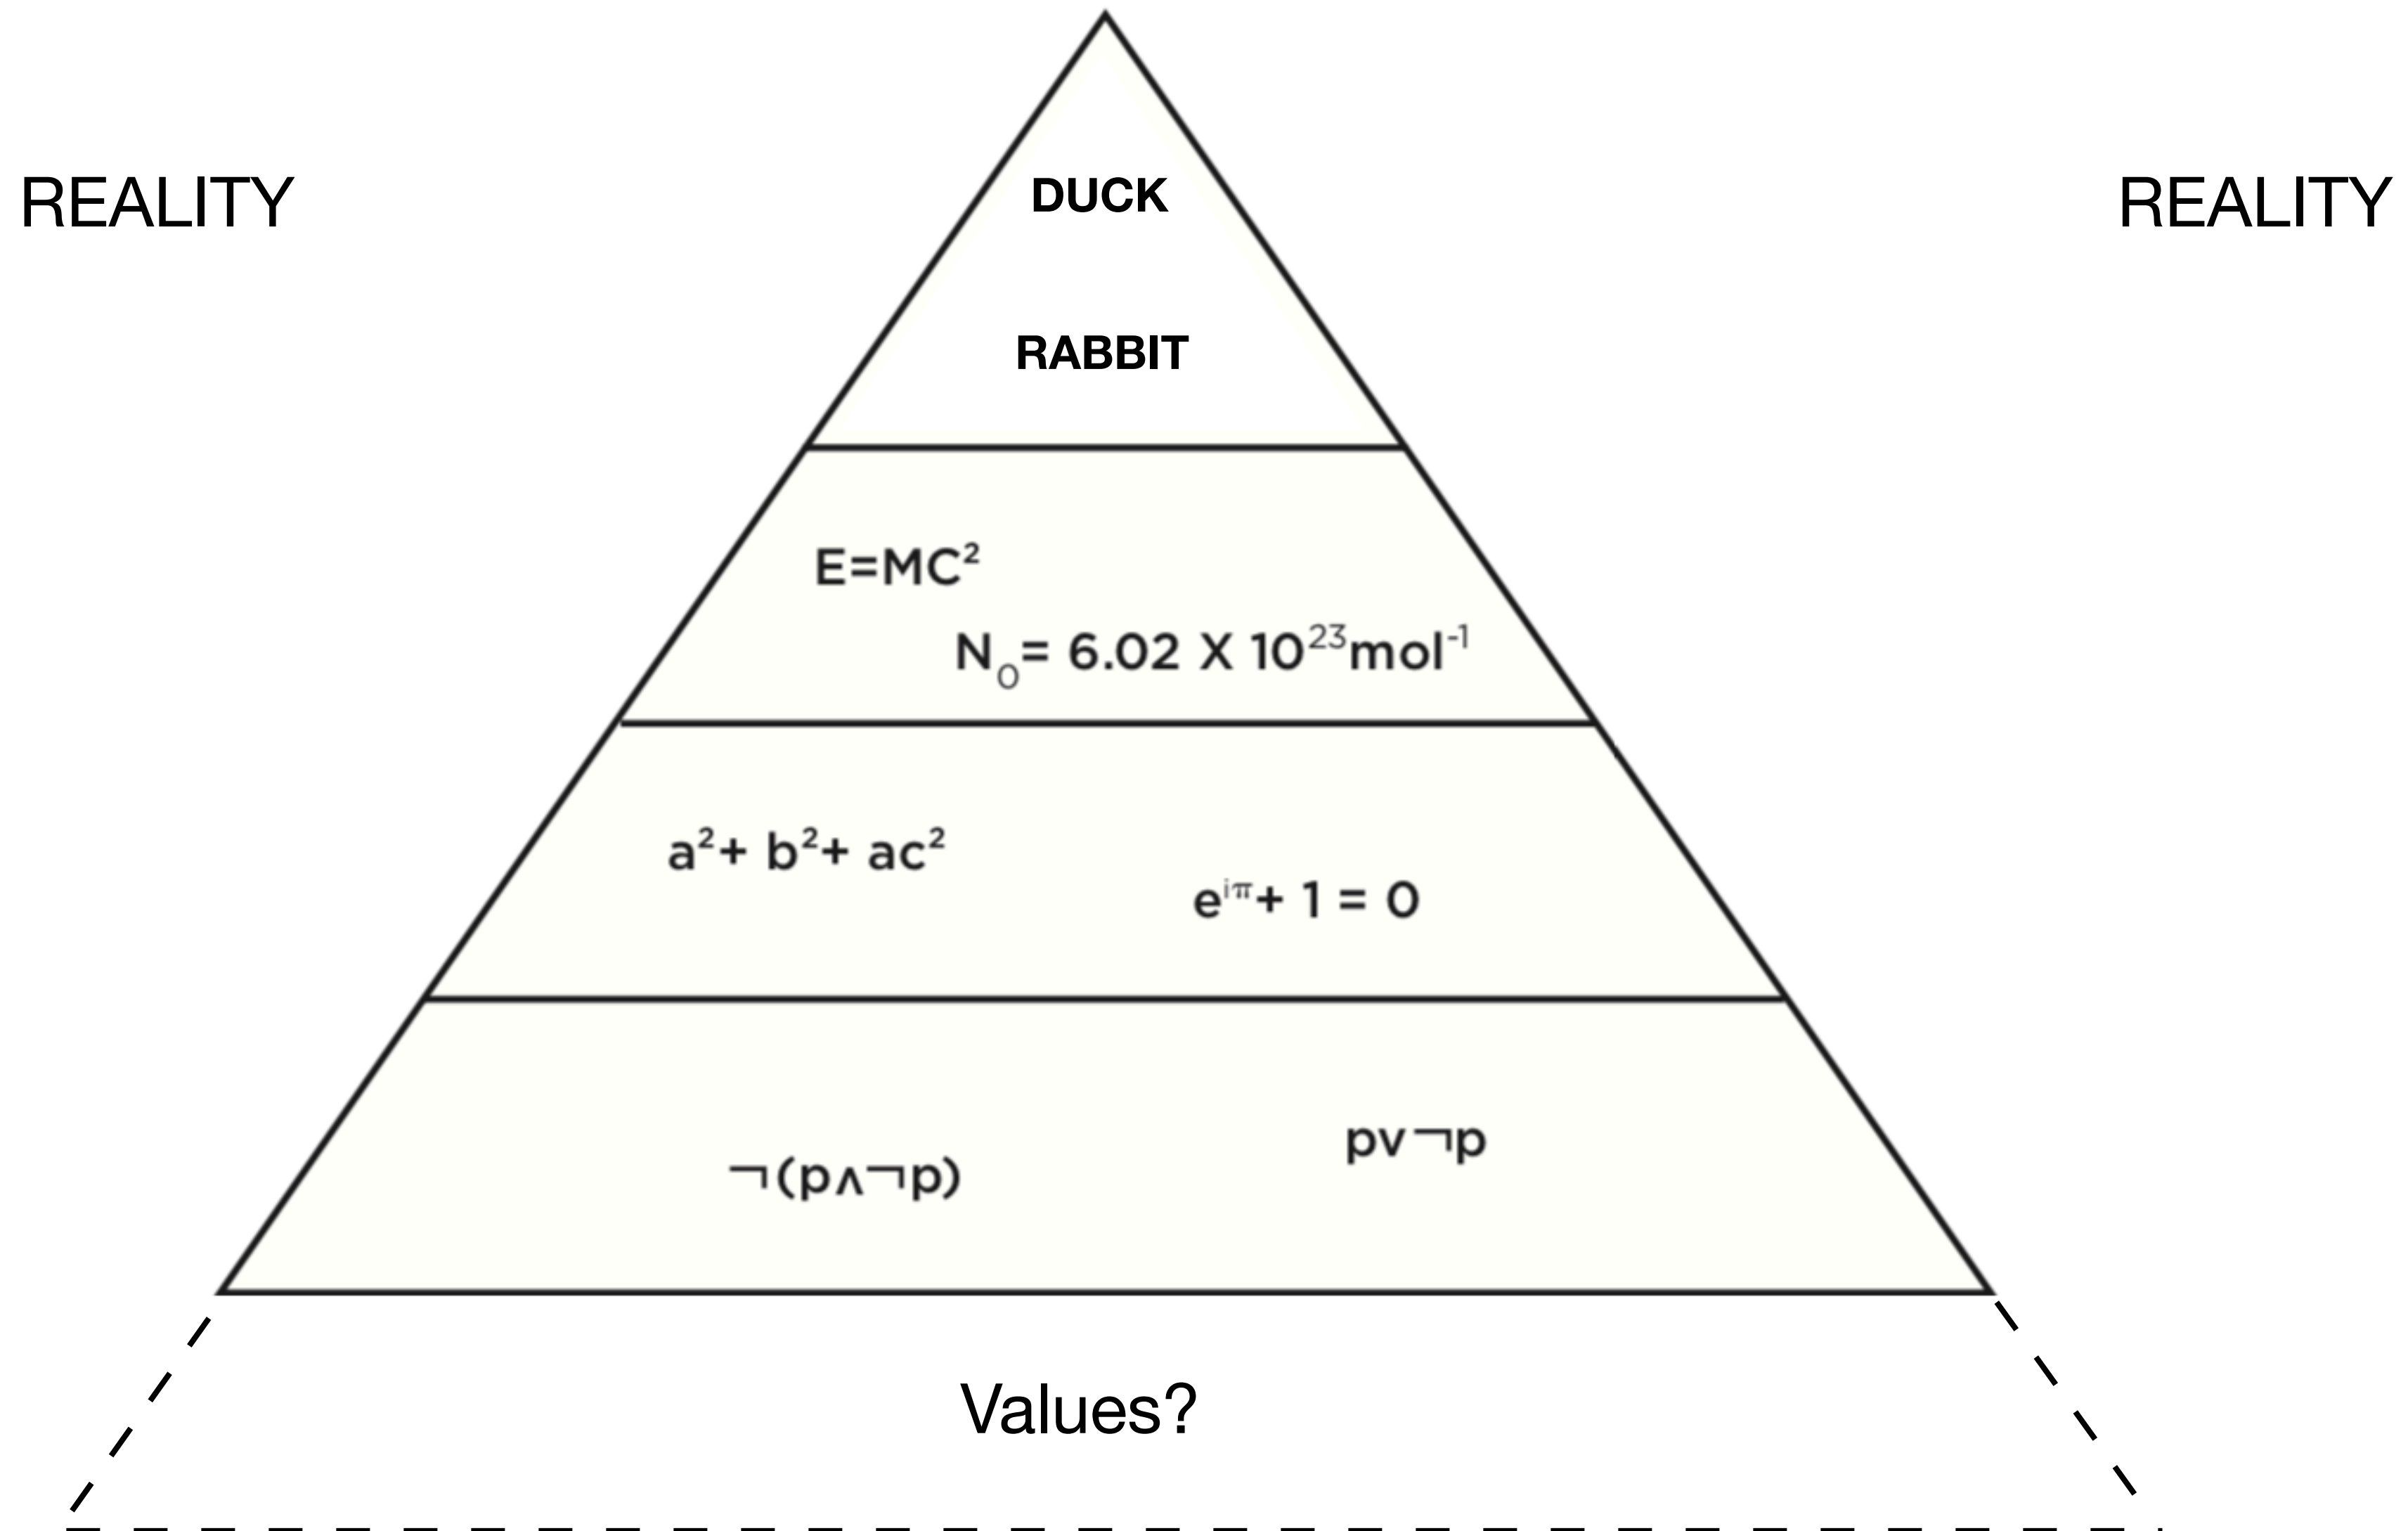 DUCK
REALITY
REALITY
RABBIT
E=MC²
N₀= 6.02 X 10²³mol⁻¹
a²+ b²+ ac²
e^iπ+ 1 = 0
pv¬p
¬(p∧¬p)
Values?